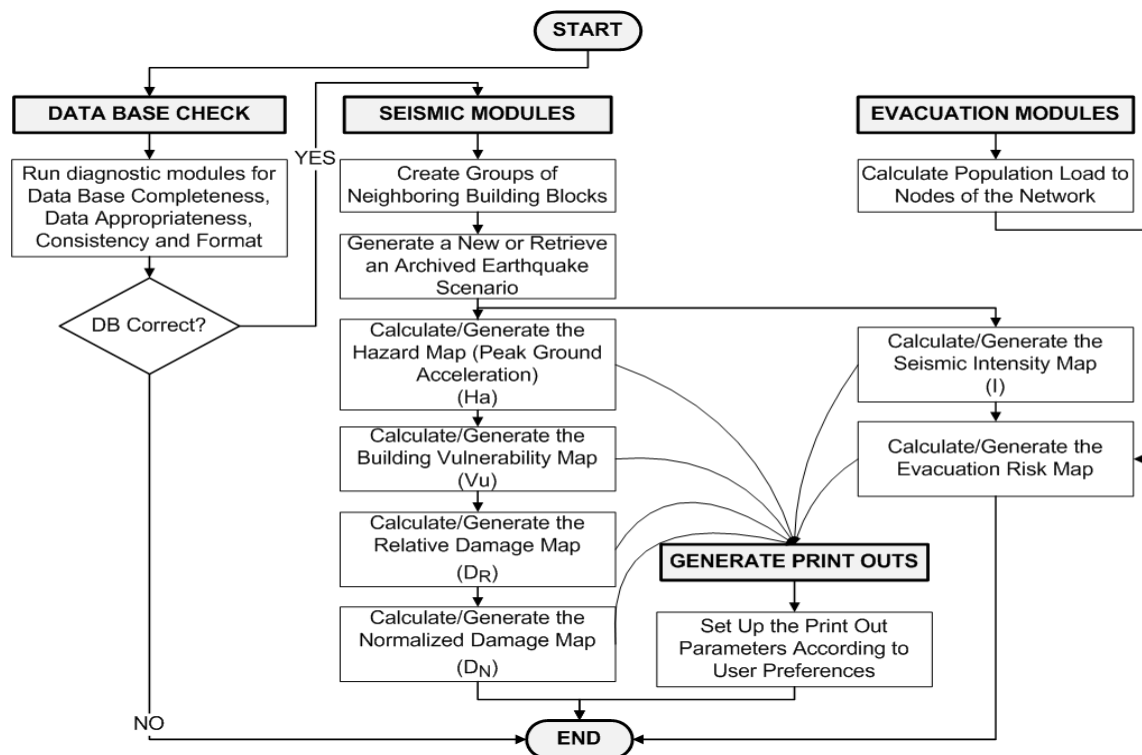 START
DATA BASE CHECK
Run diagnostic modules for
Data Base Completeness,
Data Appropriateness,
Consistency and Format
DB Correct?
YES
NO
SEISMIC MODULES
Create Groups of
Neighboring Building Blocks
Generate a New or Retrieve
an Archived Earthquake
Scenario
Calculate/Generate the
Hazard Map (Peak Ground
Acceleration)
(Ha)
Calculate/Generate the
Building Vulnerability Map
(Vu)
Calculate/Generate the
Relative Damage Map
(DR)
Calculate/Generate the
Normalized Damage Map
(DN)
EVACUATION MODULES
Calculate Population Load to
Nodes of the Network
Calculate/Generate the
Seismic Intensity Map
(I)
Calculate/Generate the
Evacuation Risk Map
GENERATE PRINT OUTS
Set Up the Print Out
Parameters According to
User Preferences
END